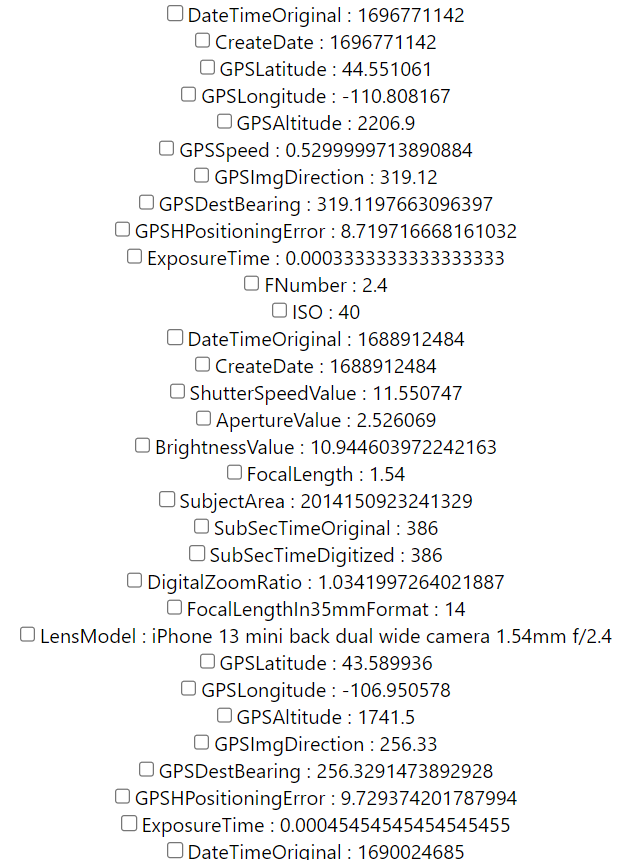 DateTimeOriginal : 1696771142
CreateDate : 1696771142
GPSLatitude : 44.551061
GPSLongitude : -110.808167
GPSAltitude : 2206.9
GPSSpeed : 0.5299999713890884
GPSImgDirection : 319.12
GPSDestBearing : 319.1197663096397
GPSHPositioningError : 8.719716668161032
ExposureTime : 0.0003333333333333333
FNumber : 2.4
ISO : 40
DateTimeOriginal : 1688912484
CreateDate : 1688912484
ShutterSpeedValue : 11.550747
ApertureValue : 2.526069
BrightnessValue : 10.944603972242163
FocalLength : 1.54
SubjectArea : 2014150923241329
SubSecTimeOriginal : 386
SubSecTimeDigitized : 386
DigitalZoomRatio : 1.0341997264021887
FocalLengthIn35mmFormat : 14
LensModel : iPhone 13 mini back dual wide camera 1.54mm f/2.4
GPSLatitude : 43.589936
GPSLongitude : -106.950578
GPSAltitude : 1741.5
GPSImgDirection : 256.33
GPSDestBearing : 256.3291473892928
GPSHPositioningError : 9.729374201787994
ExposureTime : 0.00045454545454545455
DateTimeOriginal : 1690024685